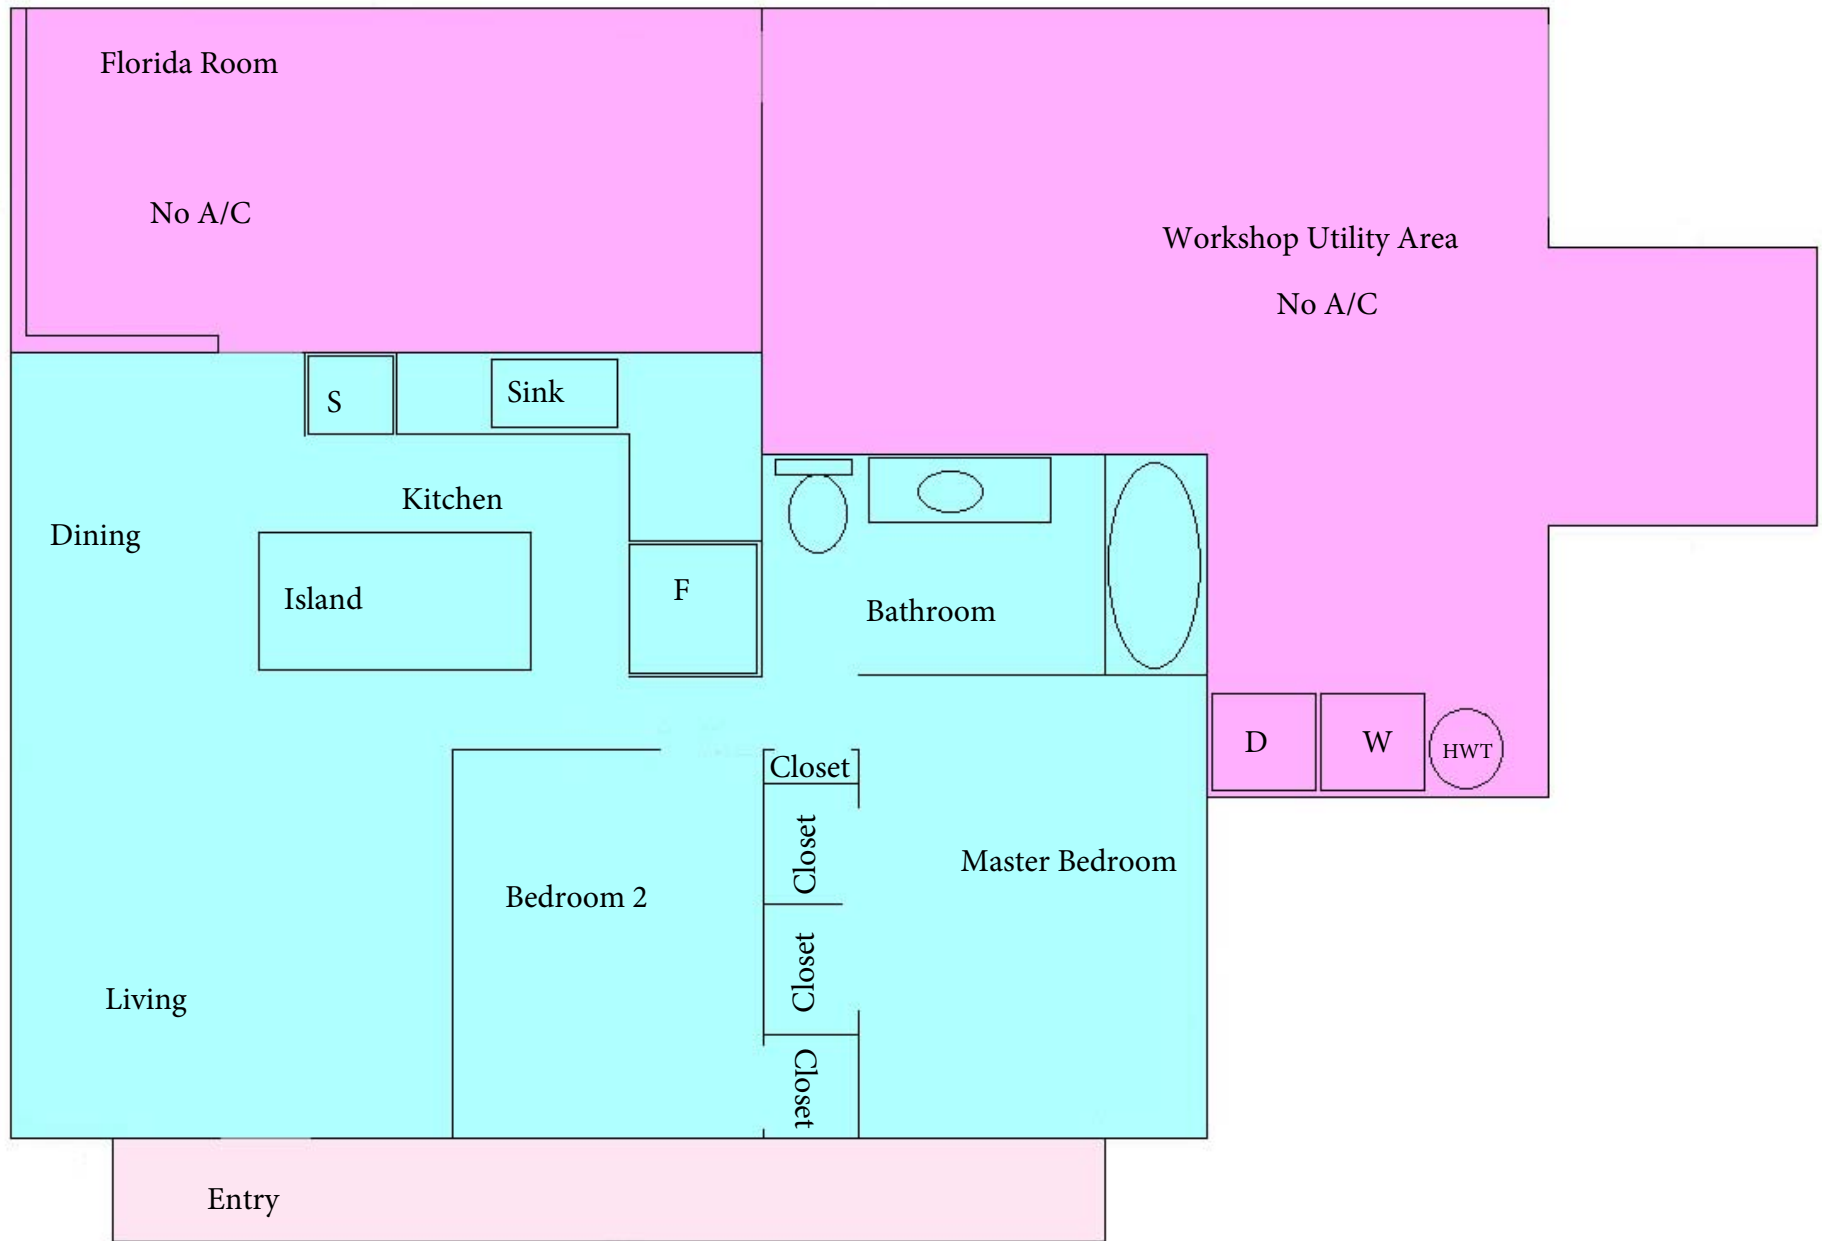 Florida Room
No A/C
Workshop Utility Area
No A/C
S
Sink
Kitchen
Dining
Island
F
Bathroom
D
W
HWT
Closet
Closet
Master Bedroom
Bedroom 2
Closet
Living
Closet
Entry